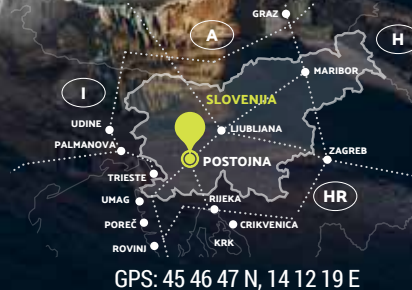 GRAZ
A
H
MARIBOR
I
SLOVENIJA
UDINE
LJUBLJANA
PALMANOVA
POSTOJNA
ZAGREB
TRIESTE
HR
UMAG
RIJEKA
POREČ
CRIKVENICA
KRK
ROVINJ
GPS: 45 46 47 N, 14 12 19 E